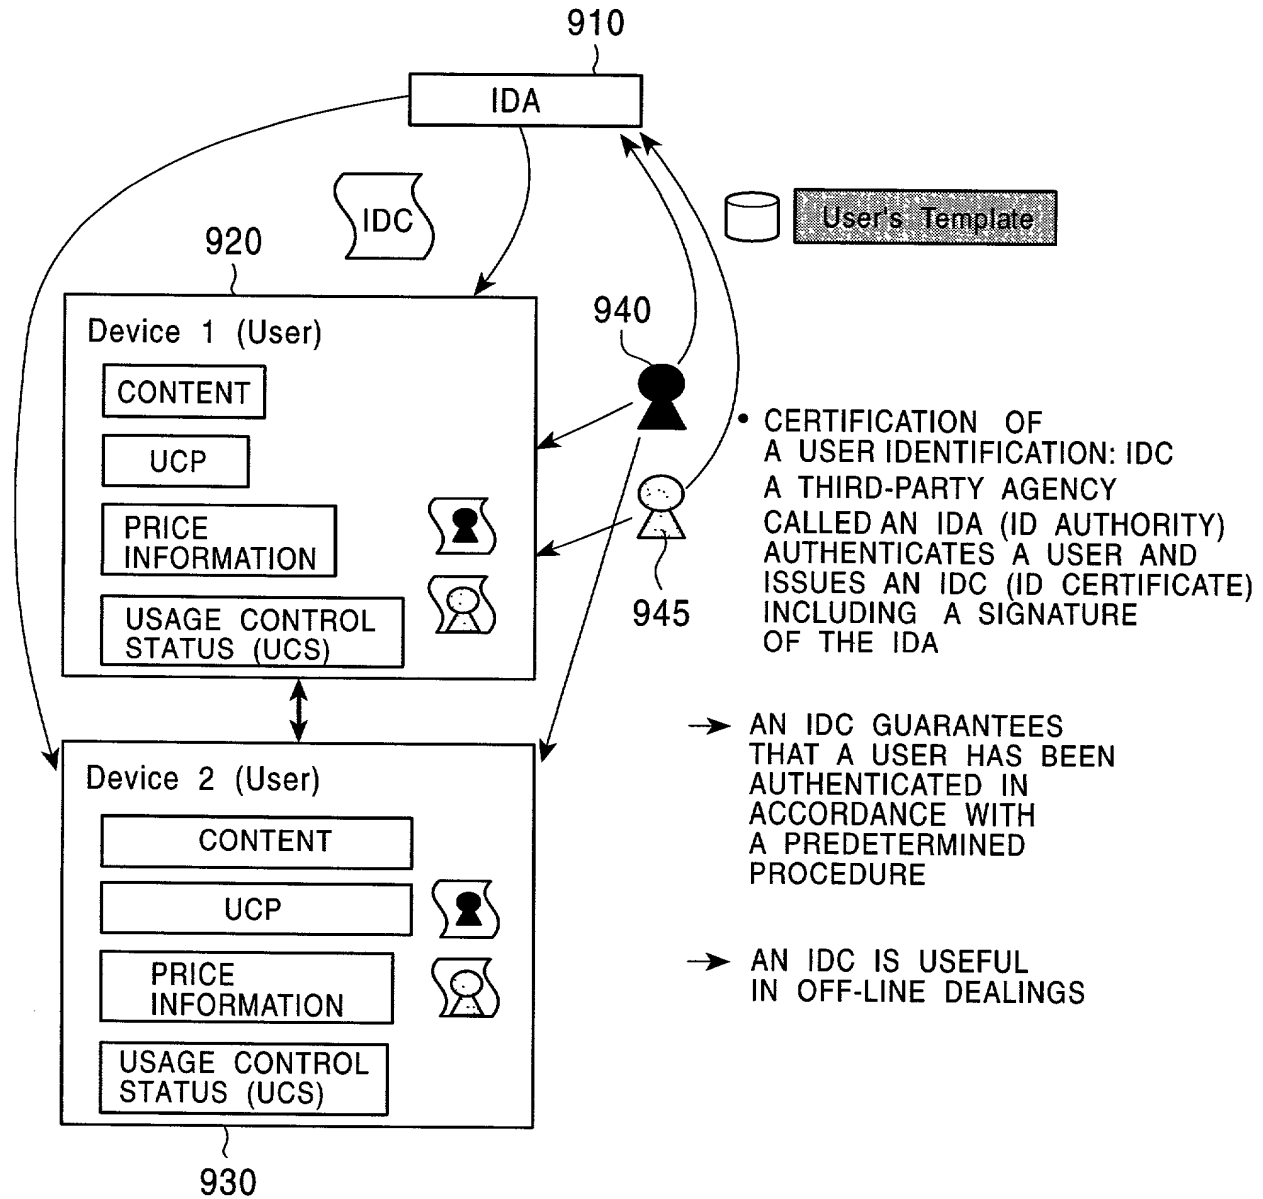 910
IDA
IDC
User's Template
920
Device 1 (User)
CONTENT
UCP
PRICE
INFORMATION
USAGE CONTROL
STATUS (UCS)
940
945
• CERTIFICATION OF
A USER IDENTIFICATION: IDC
A THIRD-PARTY AGENCY
CALLED AN IDA (ID AUTHORITY)
AUTHENTICATES A USER AND
ISSUES AN IDC (ID CERTIFICATE)
INCLUDING A SIGNATURE
OF THE IDA
→ AN IDC GUARANTEES
THAT A USER HAS BEEN
AUTHENTICATED IN
ACCORDANCE WITH
A PREDETERMINED
PROCEDURE
→ AN IDC IS USEFUL
IN OFF-LINE DEALINGS
Device 2 (User)
CONTENT
UCP
PRICE
INFORMATION
USAGE CONTROL
STATUS (UCS)
930